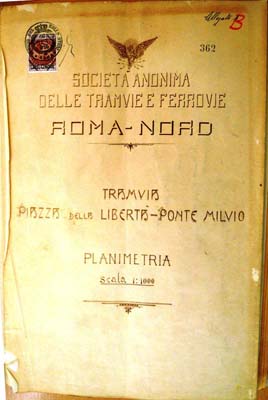 Allegato B
362
SOCIETÀ ANONIMA
DELLE TRAMVIE E FERROVIE
ROMA-NORD
TRAMVIA
PIAZZA DELLA LIBERTÀ-PONTE MILVIO
PLANIMETRIA
scala 1:1000